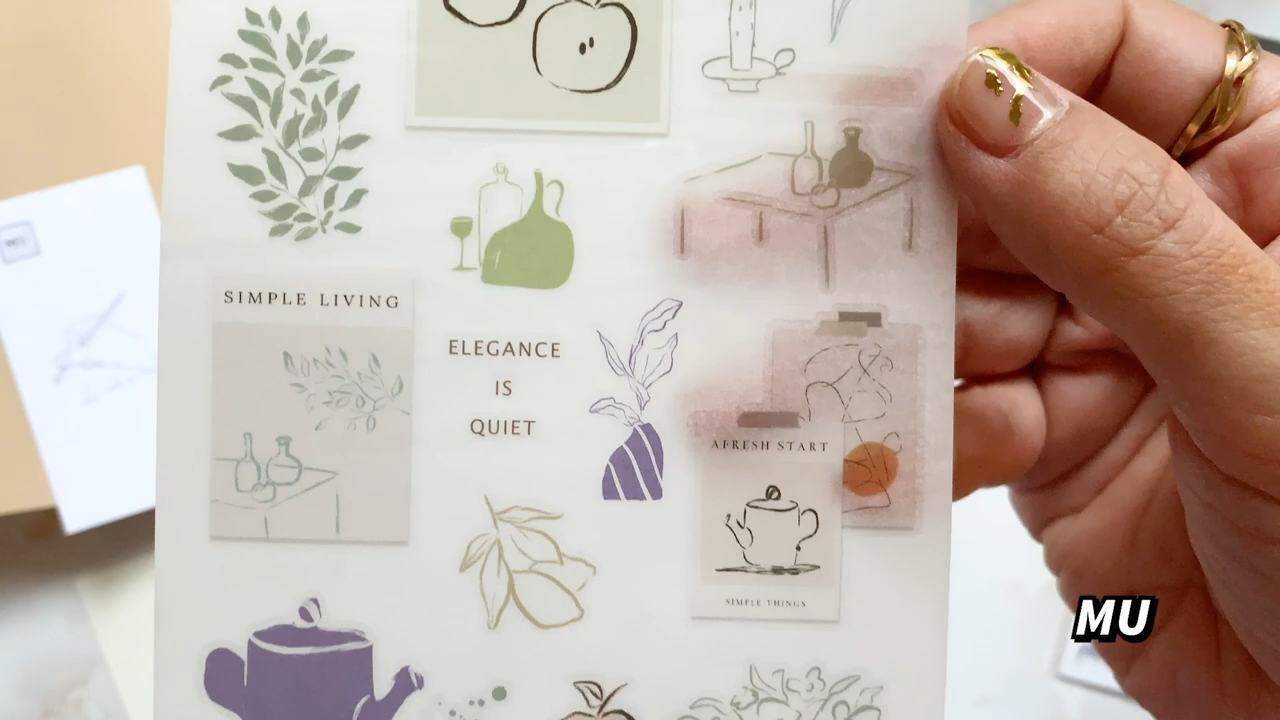 SIMPLE LIVING
ELEGANCE
IS
QUIET
AFRESH START
SIMPLE THINGS
MU